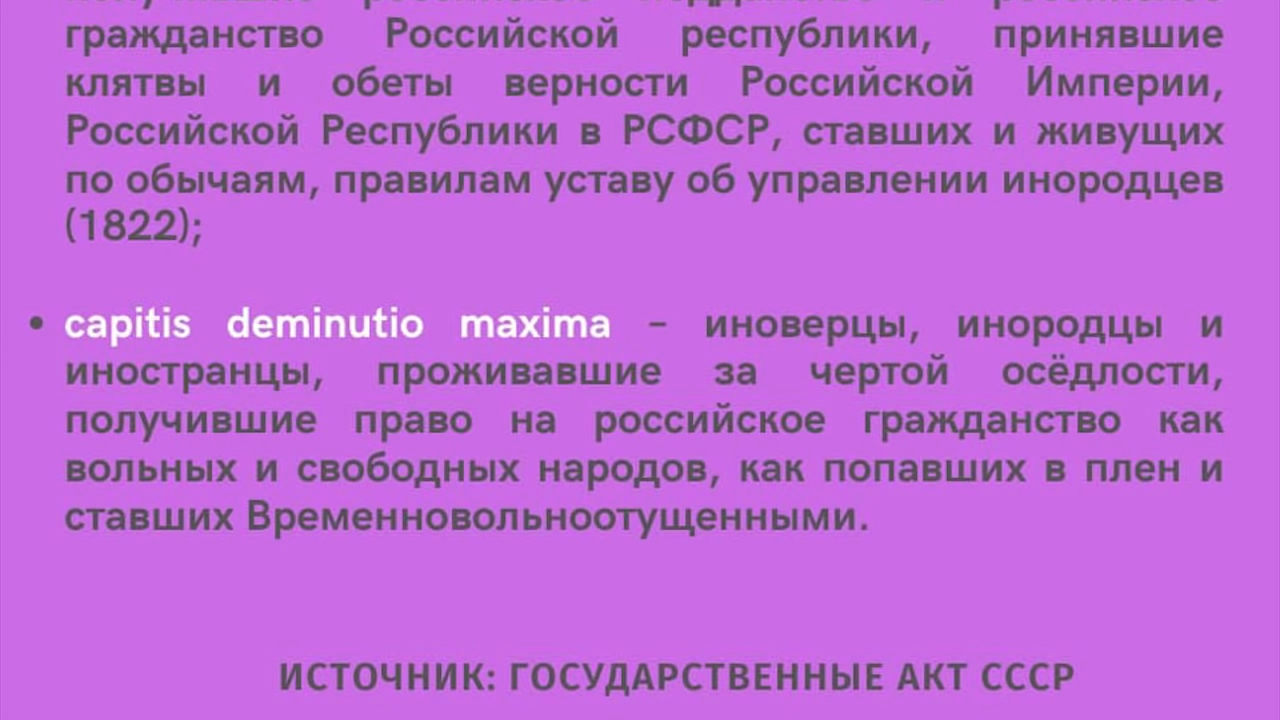 гражданство Российской республики, принявшие
клятвы и обеты верности Российской Империи,
Российской Республики в РСФСР, ставших и живущих
по обычаям, правилам уставу об управлении инородцев
(1822);
• capitis deminutio maxima – иноверцы, инородцы и
иностранцы, проживавшие за чертой осёдлости,
получившие право на российское гражданство как
вольных и свободных народов, как попавших в плен и
ставших Временновольноотущенными.
ИСТОЧНИК: ГОСУДАРСТВЕННЫЕ АКТ СССР